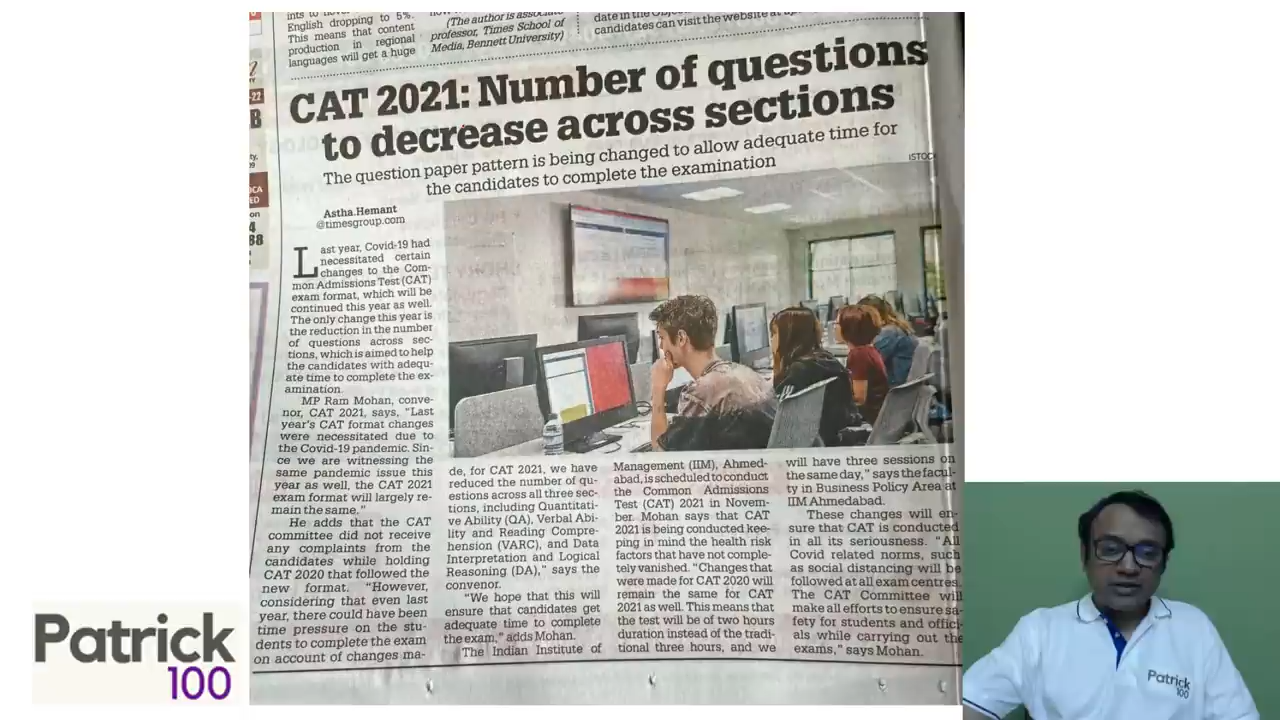 ints to
English dropping to 5%.
This means that content
production in regional
languages will get a huge
(The author is associate
professor, Times School of
Media, Bennett University)
date in the
candidates can visit the website at
CAT 2021: Number of questions
to decrease across sections
The question paper pattern is being changed to allow adequate time for
the candidates to complete the examination
ISTOCK
Astha.Hemant
@timesgroup.com
Last year, Covid-19 had
necessitated certain
changes to the Com-
mon Admissions Test (CAT)
exam format, which will be
continued this year as well.
The only change this year is
the reduction in the number
of questions across sec-
tions, which is aimed to help
the candidates with adequ-
ate time to complete the ex-
amination.
MP Ram Mohan, conve-
nor, CAT 2021, says, "Last
year's CAT format changes
were necessitated due to
the Covid-19 pandemic. Sin-
ce we are witnessing the
same pandemic issue this
year as well, the CAT 2021
exam format will largely re-
main the same."
He adds that the CAT
committee did not receive
any complaints from the
candidates while holding
CAT 2020 that followed the
new format. "However,
considering that even last
year, there could have been
time pressure on the stu-
dents to complete the exam
on account of changes ma-
de, for CAT 2021, we have
reduced the number of qu-
estions across all three sec-
tions, including Quantitati-
ve Ability (QA), Verbal Abi-
lity and Reading Compre-
hension (VARC), and Data
Interpretation and Logical
Reasoning (DA)," says the
convenor.
"We hope that this will
ensure that candidates get
adequate time to complete
the exam," adds Mohan.
The Indian Institute of
Management (IIM), Ahmed-
abad, is scheduled to conduct
the Common Admissions
Test (CAT) 2021 in Novem-
ber. Mohan says that CAT
2021 is being conducted kee-
ping in mind the health risk
factors that have not comple-
tely vanished. "Changes that
were made for CAT 2020 will
remain the same for CAT
2021 as well. This means that
the test will be of two hours
duration instead of the tradi-
tional three hours, and we
will have three sessions on
the same day," says the facul-
ty in Business Policy Area at
IIM Ahmedabad.
These changes will en-
sure that CAT is conducted
in all its seriousness. "All
Covid related norms, such
as social distancing will be
followed at all exam centres.
The CAT Committee will
make all efforts to ensure sa-
fety for students and offici-
als while carrying out the
exams," says Mohan.
Patrick
100
Patrick
100